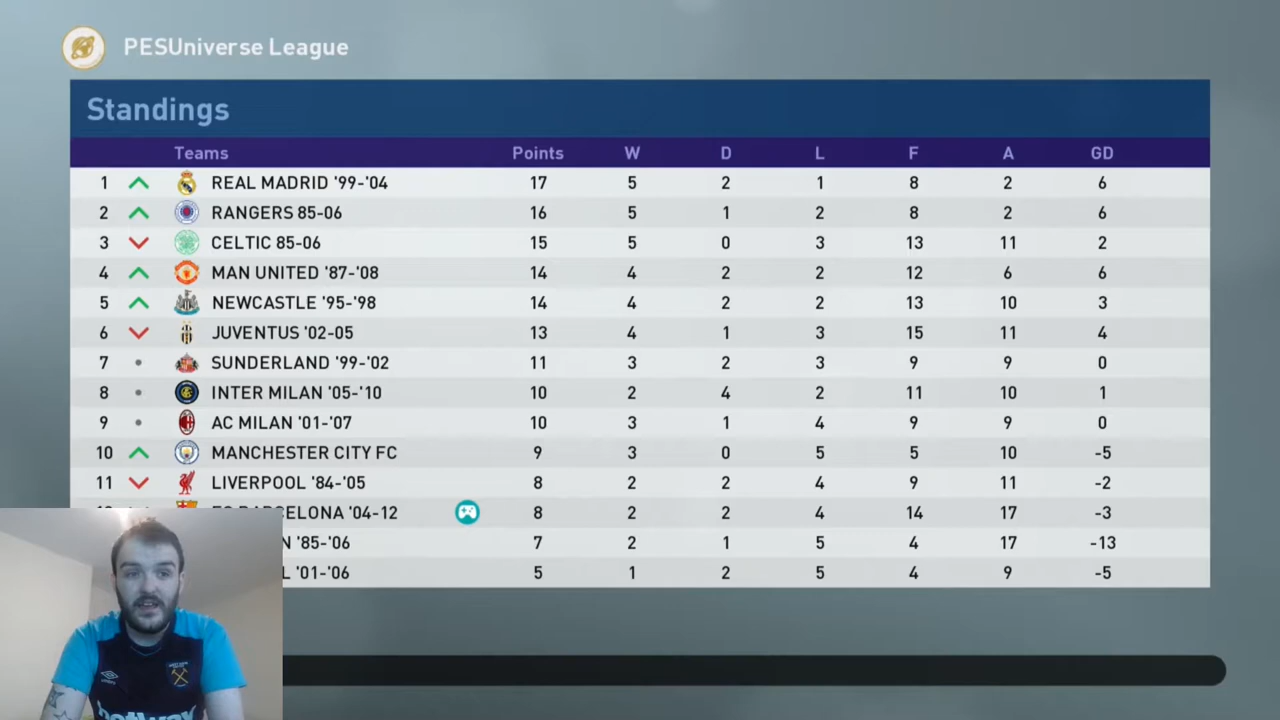 PESUniverse League
Standings
Teams Points W D L F A GD
1 REAL MADRID '99-'04 17 5 2 1 8 2 6
2 RANGERS 85-06 16 5 1 2 8 2 6
3 CELTIC 85-06 15 5 0 3 13 11 2
4 MAN UNITED '87-'08 14 4 2 2 12 6 6
5 NEWCASTLE '95-'98 14 4 2 2 13 10 3
6 JUVENTUS '02-05 13 4 1 3 15 11 4
7 SUNDERLAND '99-'02 11 3 2 3 9 9 0
8 INTER MILAN '05-'10 10 2 4 2 11 10 1
9 AC MILAN '01-'07 10 3 1 4 9 9 0
10 MANCHESTER CITY FC 9 3 0 5 5 10 -5
11 LIVERPOOL '84-'05 8 2 2 4 9 11 -2
'04-12 8 2 2 4 14 17 -3
'85-'06 7 2 1 5 4 17 -13
'01-'06 5 1 2 5 4 9 -5
betway